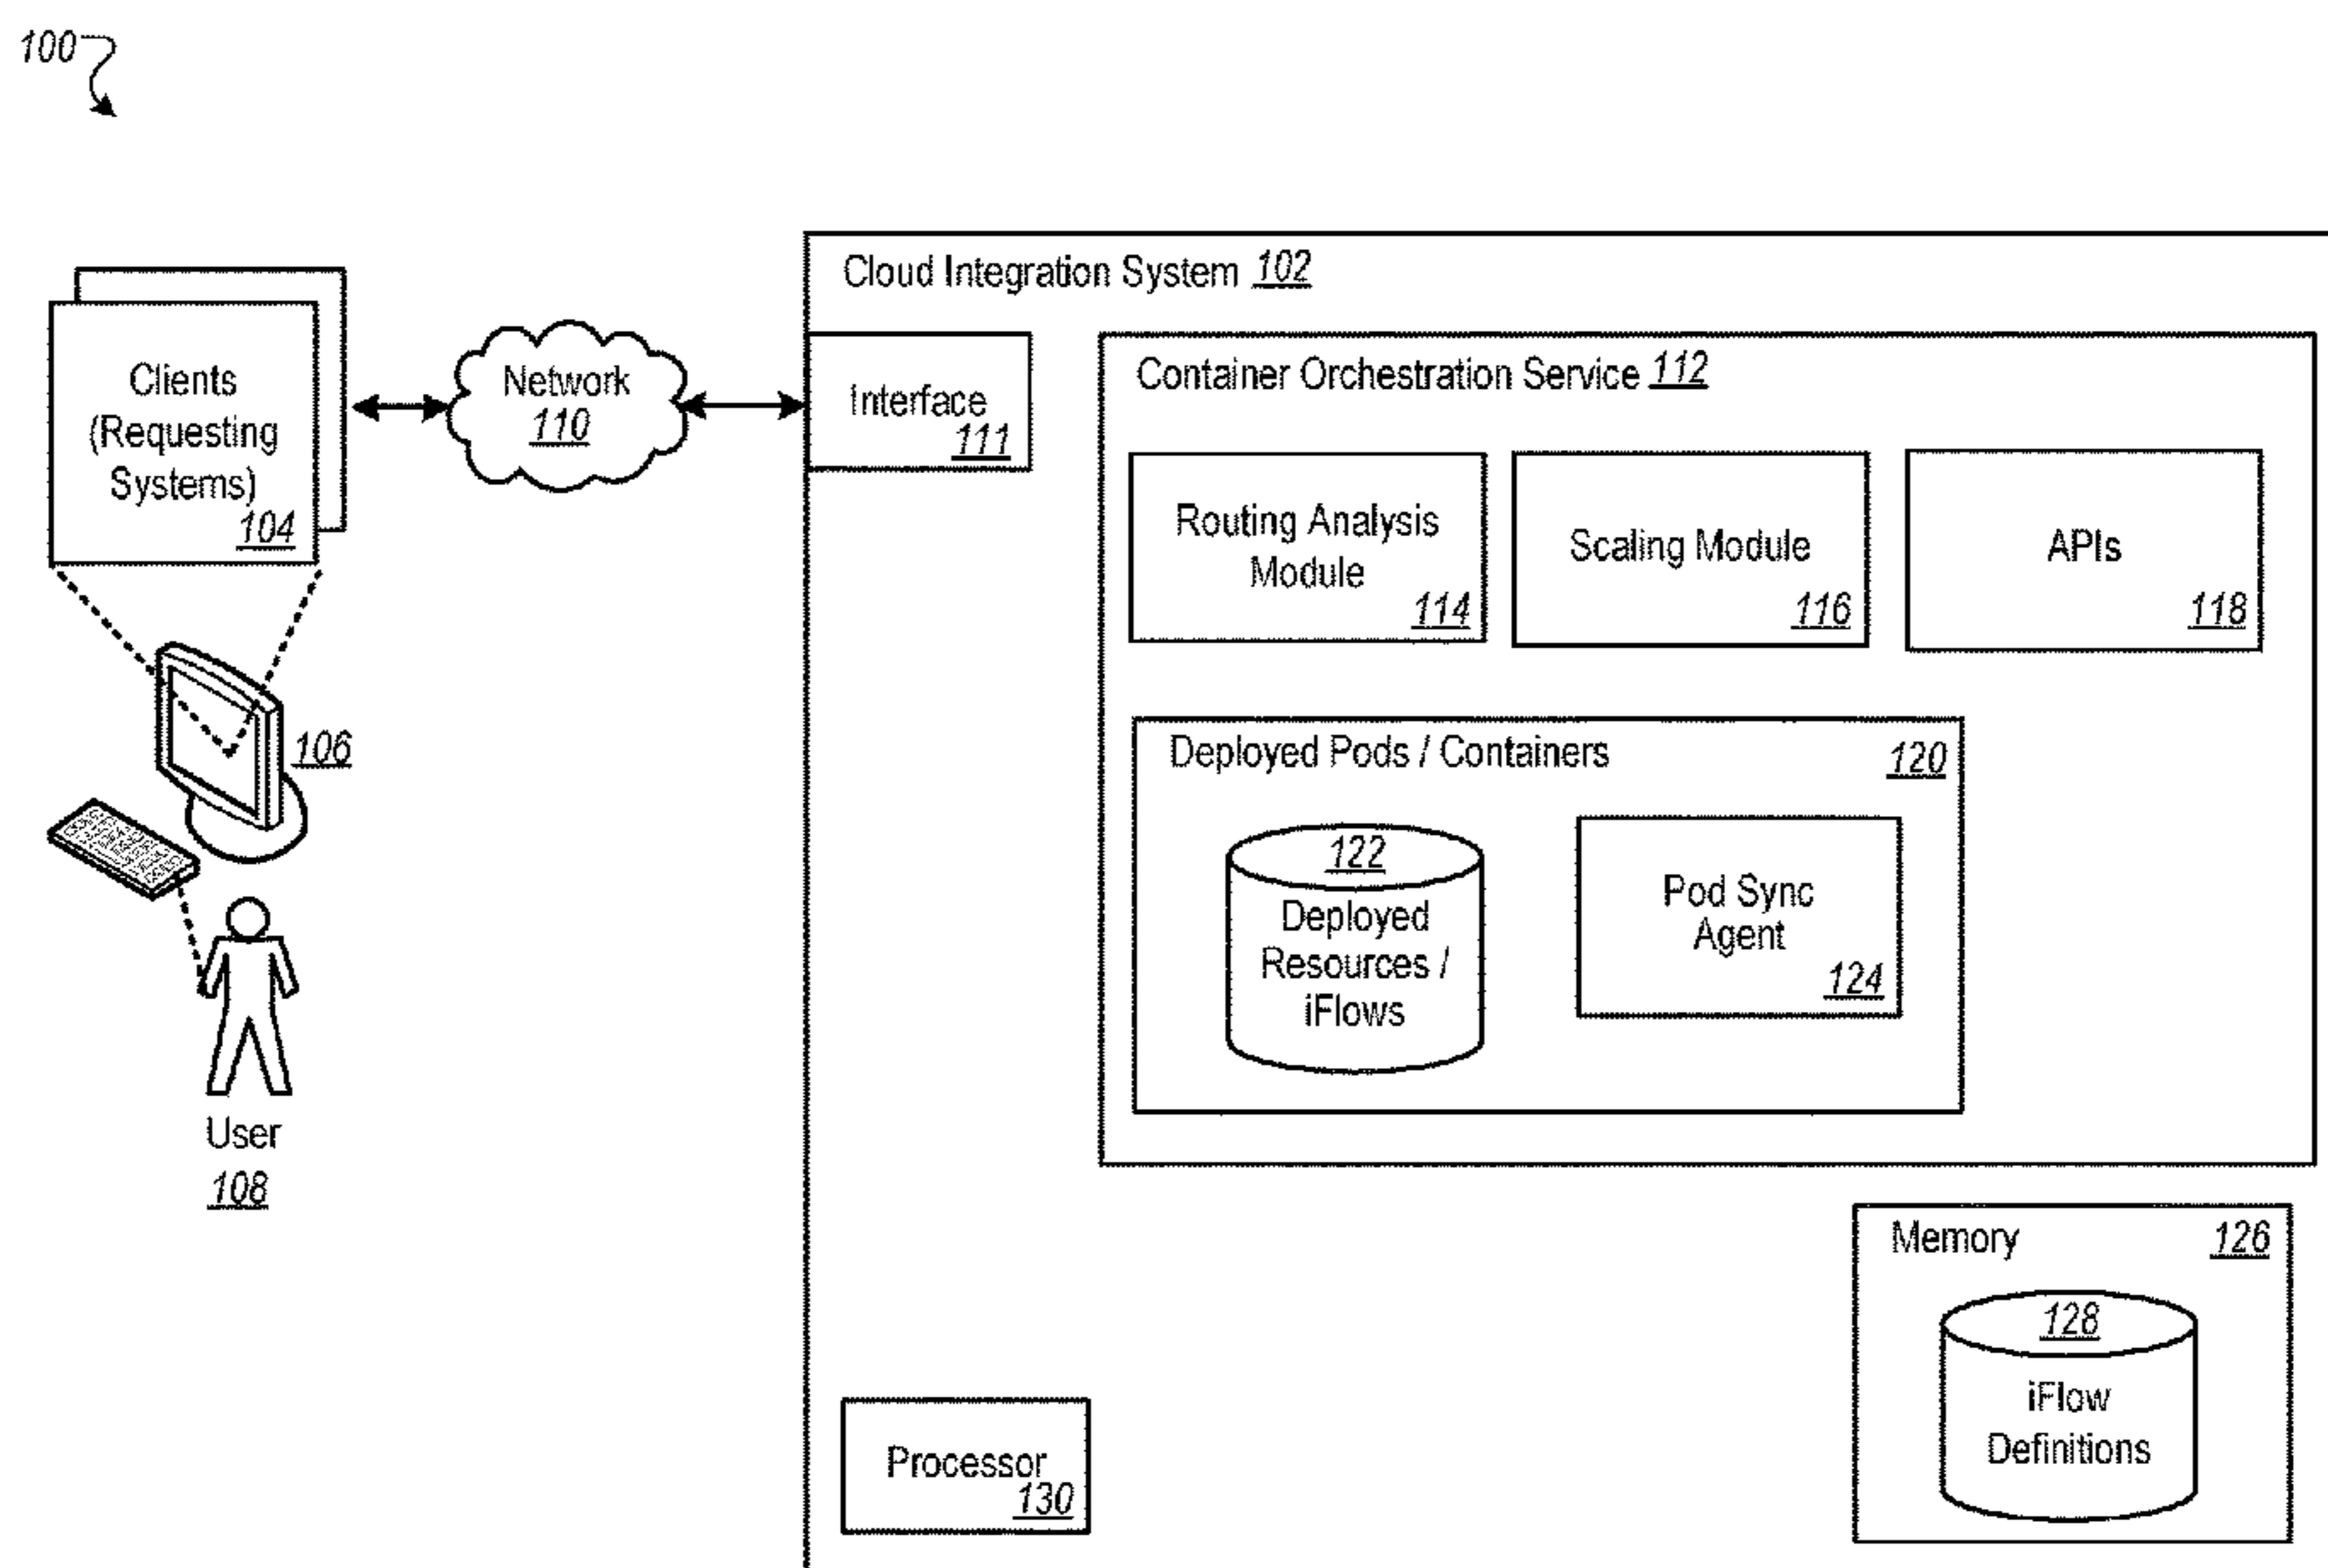 100
Cloud Integration System 102
Clients
(Requesting
Systems)
104
Network
110
Interface
111
Container Orchestration Service 112
Routing Analysis
Module
114
Scaling Module
116
APIs
118
106
User
108
Deployed Pods / Containers
120
122
Deployed
Resources /
iFlows
Pod Sync
Agent
124
Memory
126
128
iFlow
Definitions
Processor
130